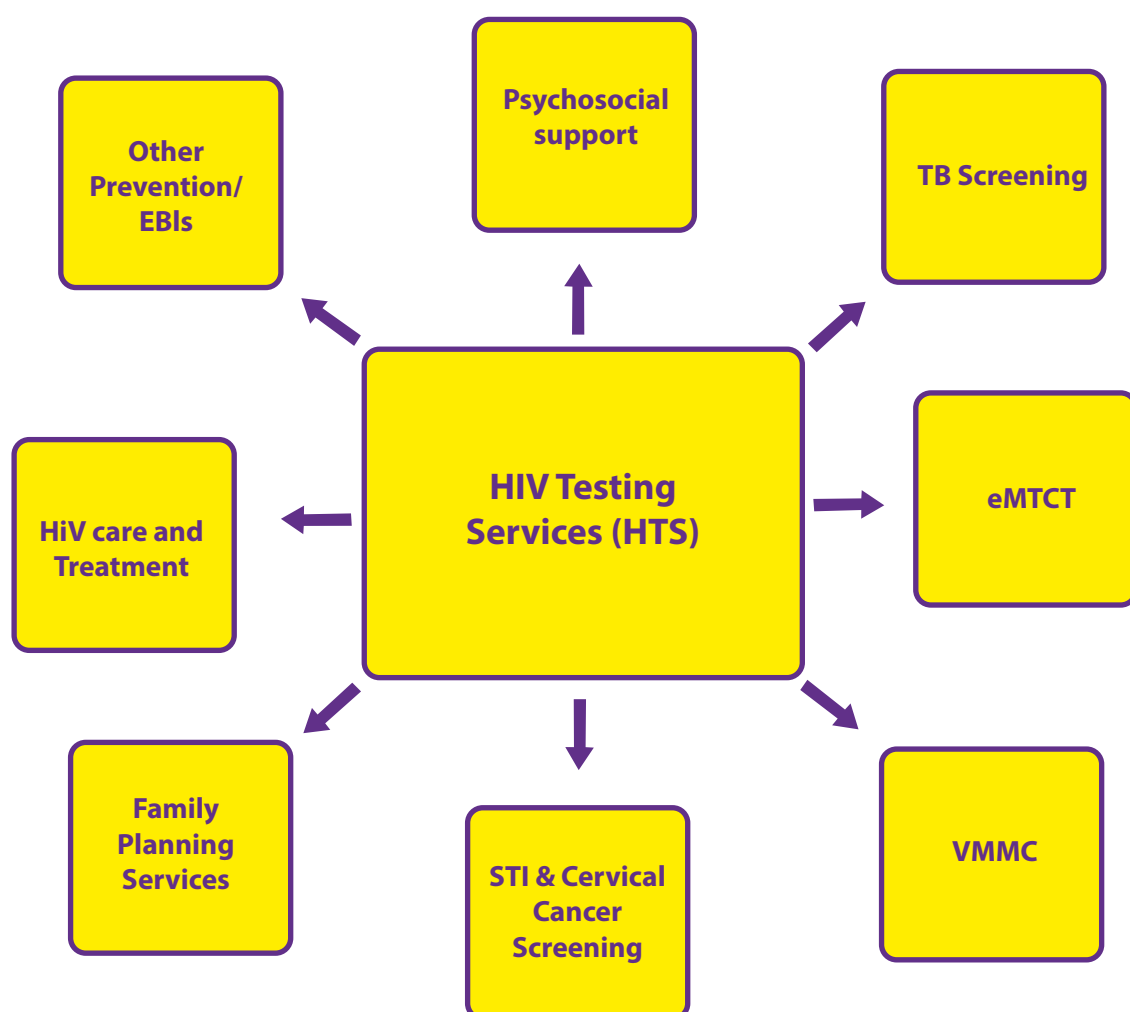 Psychosocial
support
Other
Prevention/
EBIs
TB Screening
HIV Testing
Services (HTS)
eMTCT
HiV care and
Treatment
Family
Planning
Services
STI & Cervical
Cancer
Screening
VMMC